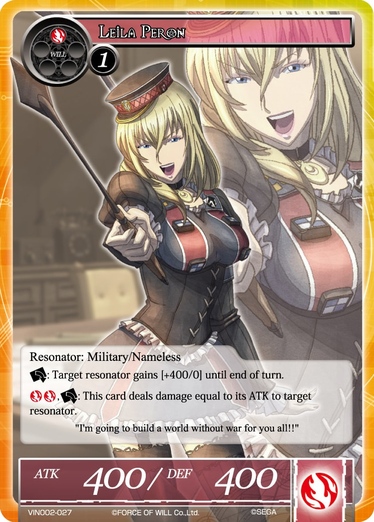 Leila Peron
WILL
1
Resonator: Military/Nameless
: Target resonator gains [+400/0] until end of turn.
, , : This card deals damage equal to its ATK to target
resonator.
"I'm going to build a world without war for you all!!"
ATK 400 / DEF 400
VIN002-027 ©FORCE OF WILL Co.,Ltd. ©SEGA